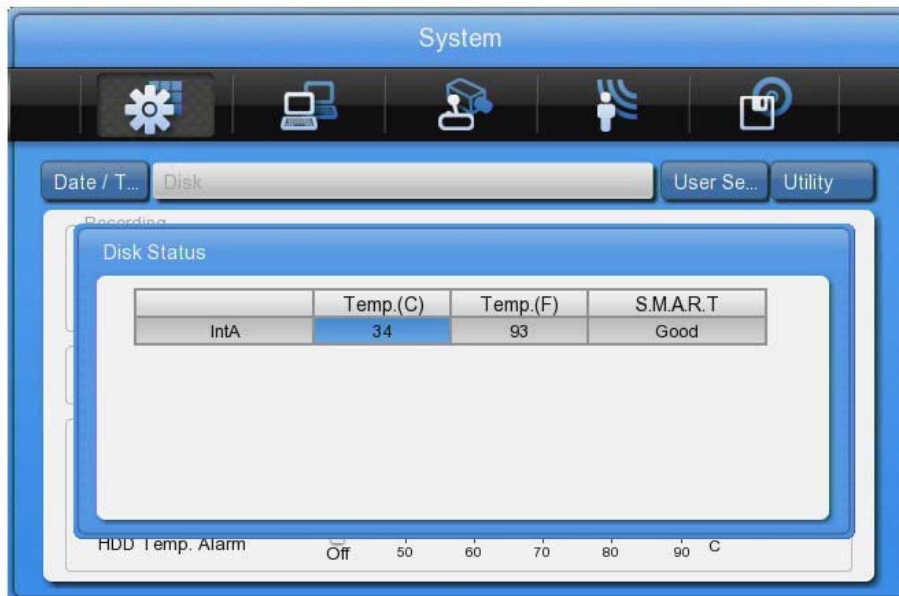 System
Date / T... Disk User Se... Utility
Recording
Disk Status
Temp.(C) Temp.(F) S.M.A.R.T
IntA 34 93 Good
HDD Temp. Alarm Off 50 60 70 80 90 C